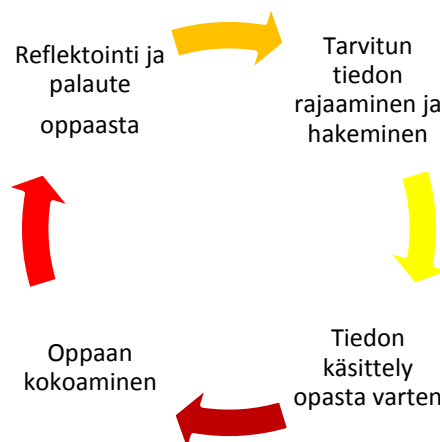 Reflektointi ja
palaute
oppaasta
Tarvitun
tiedon
rajaaminen ja
hakeminen
Tiedon
käsittely
opasta varten
Oppaan
kokoaminen